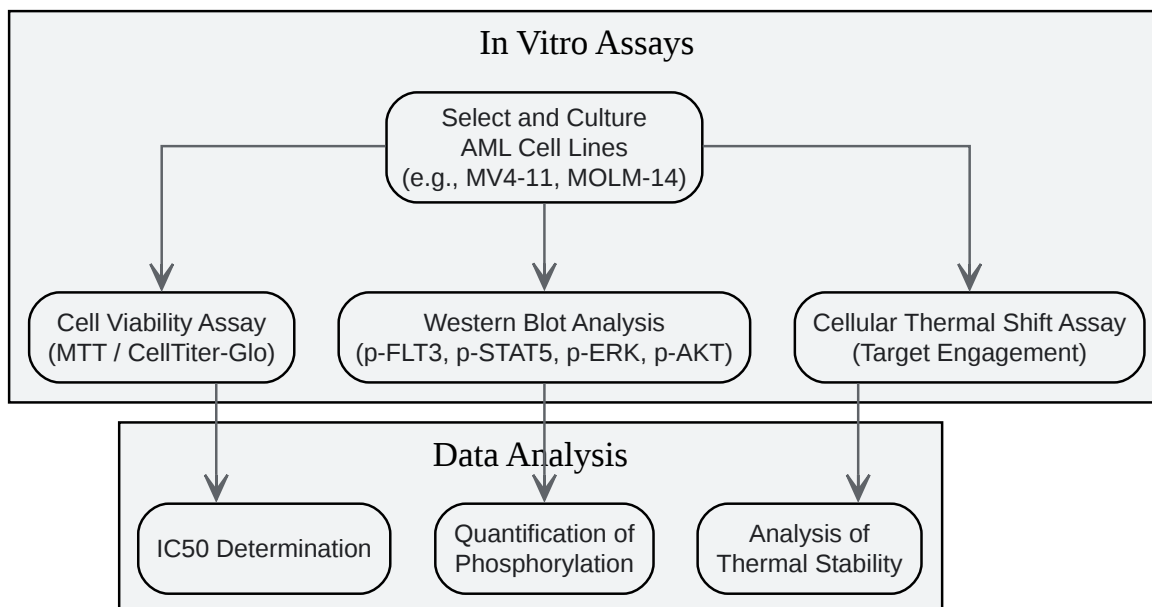 In Vitro Assays
Select and Culture
AML Cell Lines
(e.g., MV4-11, MOLM-14)
Cell Viability Assay
(MTT / CellTiter-Glo)
Western Blot Analysis
(p-FLT3, p-STAT5, p-ERK, p-AKT)
Cellular Thermal Shift Assay
(Target Engagement)
Data Analysis
IC50 Determination
Quantification of
Phosphorylation
Analysis of
Thermal Stability